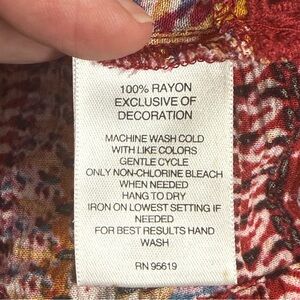 100% RAYON
EXCLUSIVE OF
DECORATION
MACHINE WASH COLD
WITH LIKE COLORS
GENTLE CYCLE
ONLY NON-CHLORINE BLEACH
WHEN NEEDED
HANG TO DRY
IRON ON LOWEST SETTING IF
NEEDED
FOR BEST RESULTS HAND
WASH
RN 95619